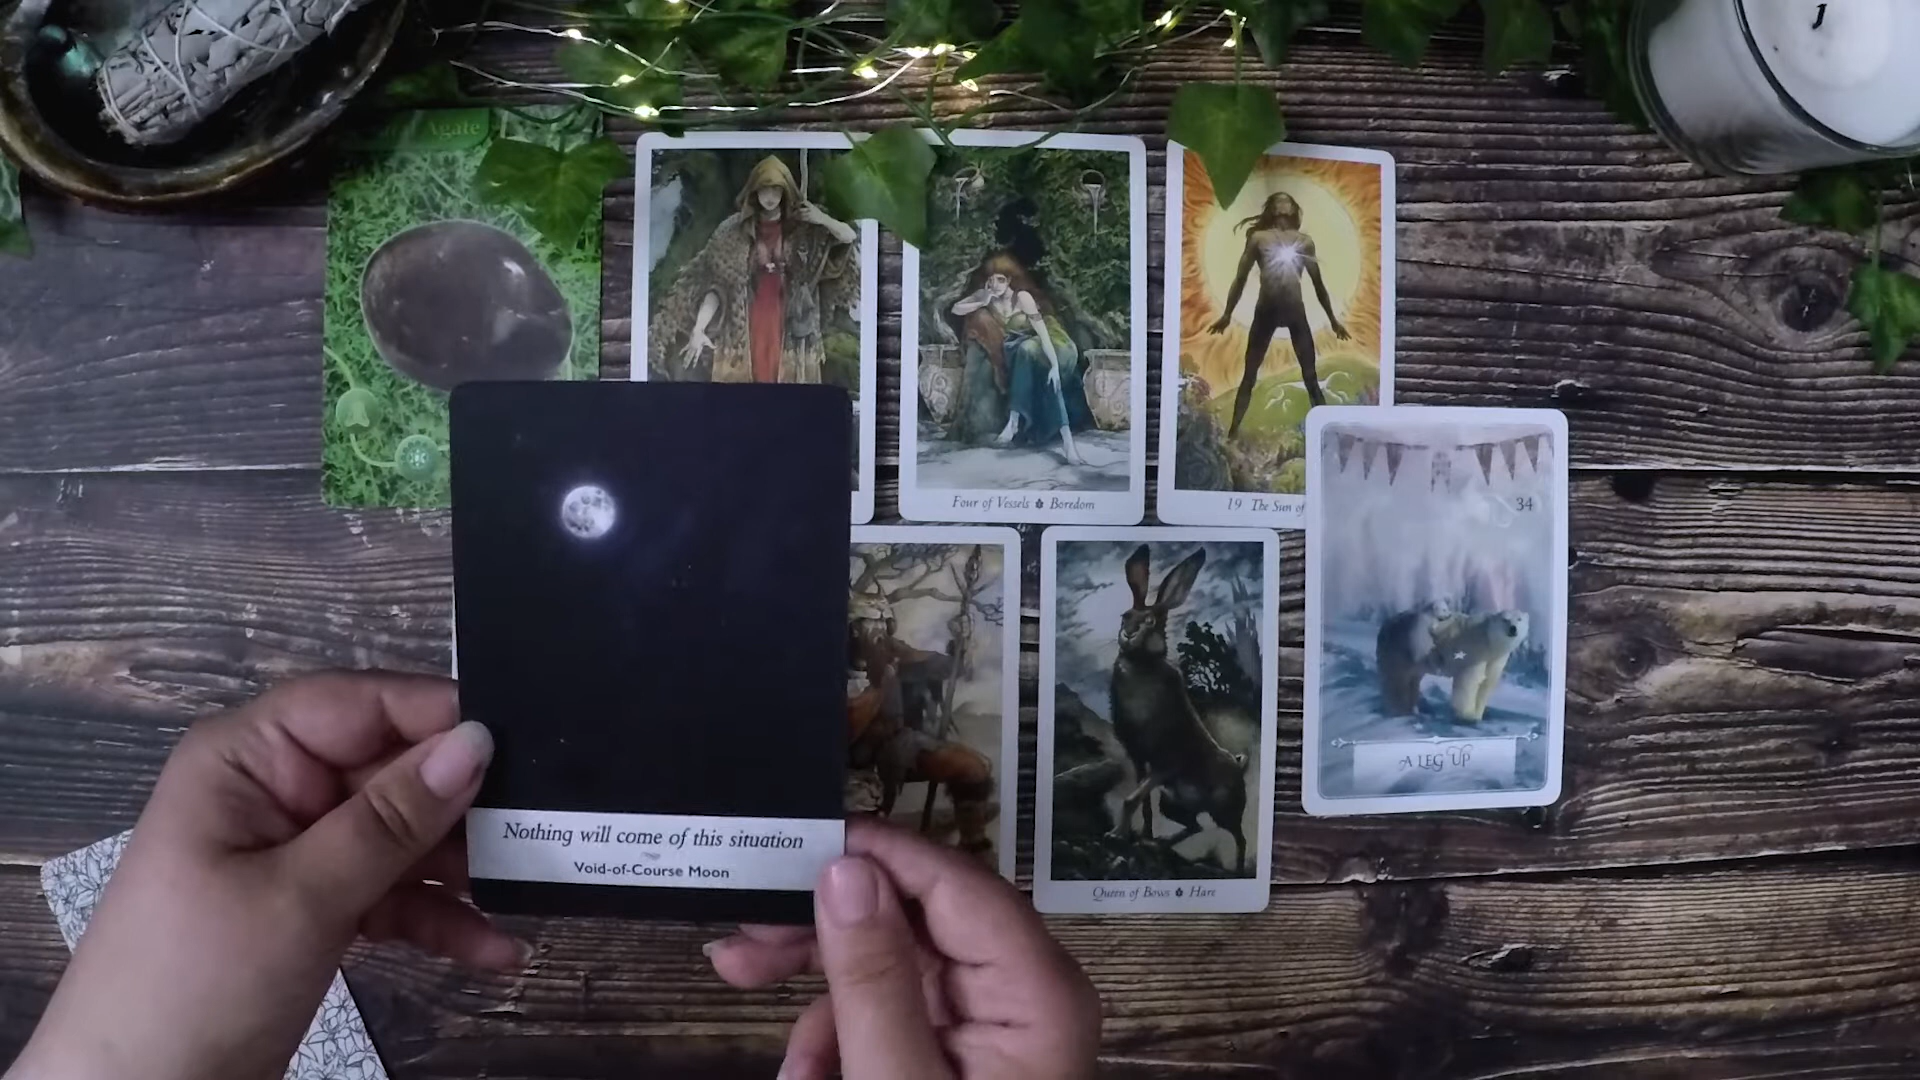 Agate
Four of Vessels Boredom
19 The Sun of
34
A LEG UP
Nothing will come of this situation
Void-of-Course Moon
Queen of Bows Hare